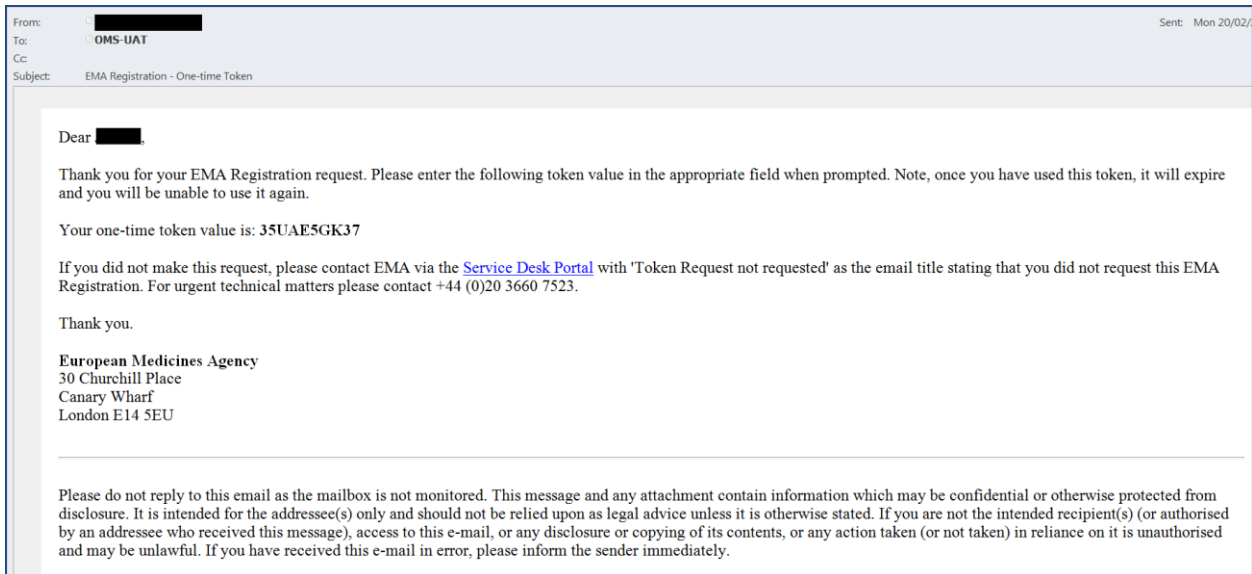 From:
Sent: Mon 20/02/
To: OMS-UAT
Cc:
Subject: EMA Registration - One-time Token
Dear ,
Thank you for your EMA Registration request. Please enter the following token value in the appropriate field when prompted. Note, once you have used this token, it will expire
and you will be unable to use it again.
Your one-time token value is: 35UAE5GK37
If you did not make this request, please contact EMA via the Service Desk Portal with 'Token Request not requested' as the email title stating that you did not request this EMA
Registration. For urgent technical matters please contact +44 (0)20 3660 7523.
Thank you.
European Medicines Agency
30 Churchill Place
Canary Wharf
London E14 5EU
Please do not reply to this email as the mailbox is not monitored. This message and any attachment contain information which may be confidential or otherwise protected from
disclosure. It is intended for the addressee(s) only and should not be relied upon as legal advice unless it is otherwise stated. If you are not the intended recipient(s) (or authorised
by an addressee who received this message), access to this e-mail, or any disclosure or copying of its contents, or any action taken (or not taken) in reliance on it is unauthorised
and may be unlawful. If you have received this e-mail in error, please inform the sender immediately.